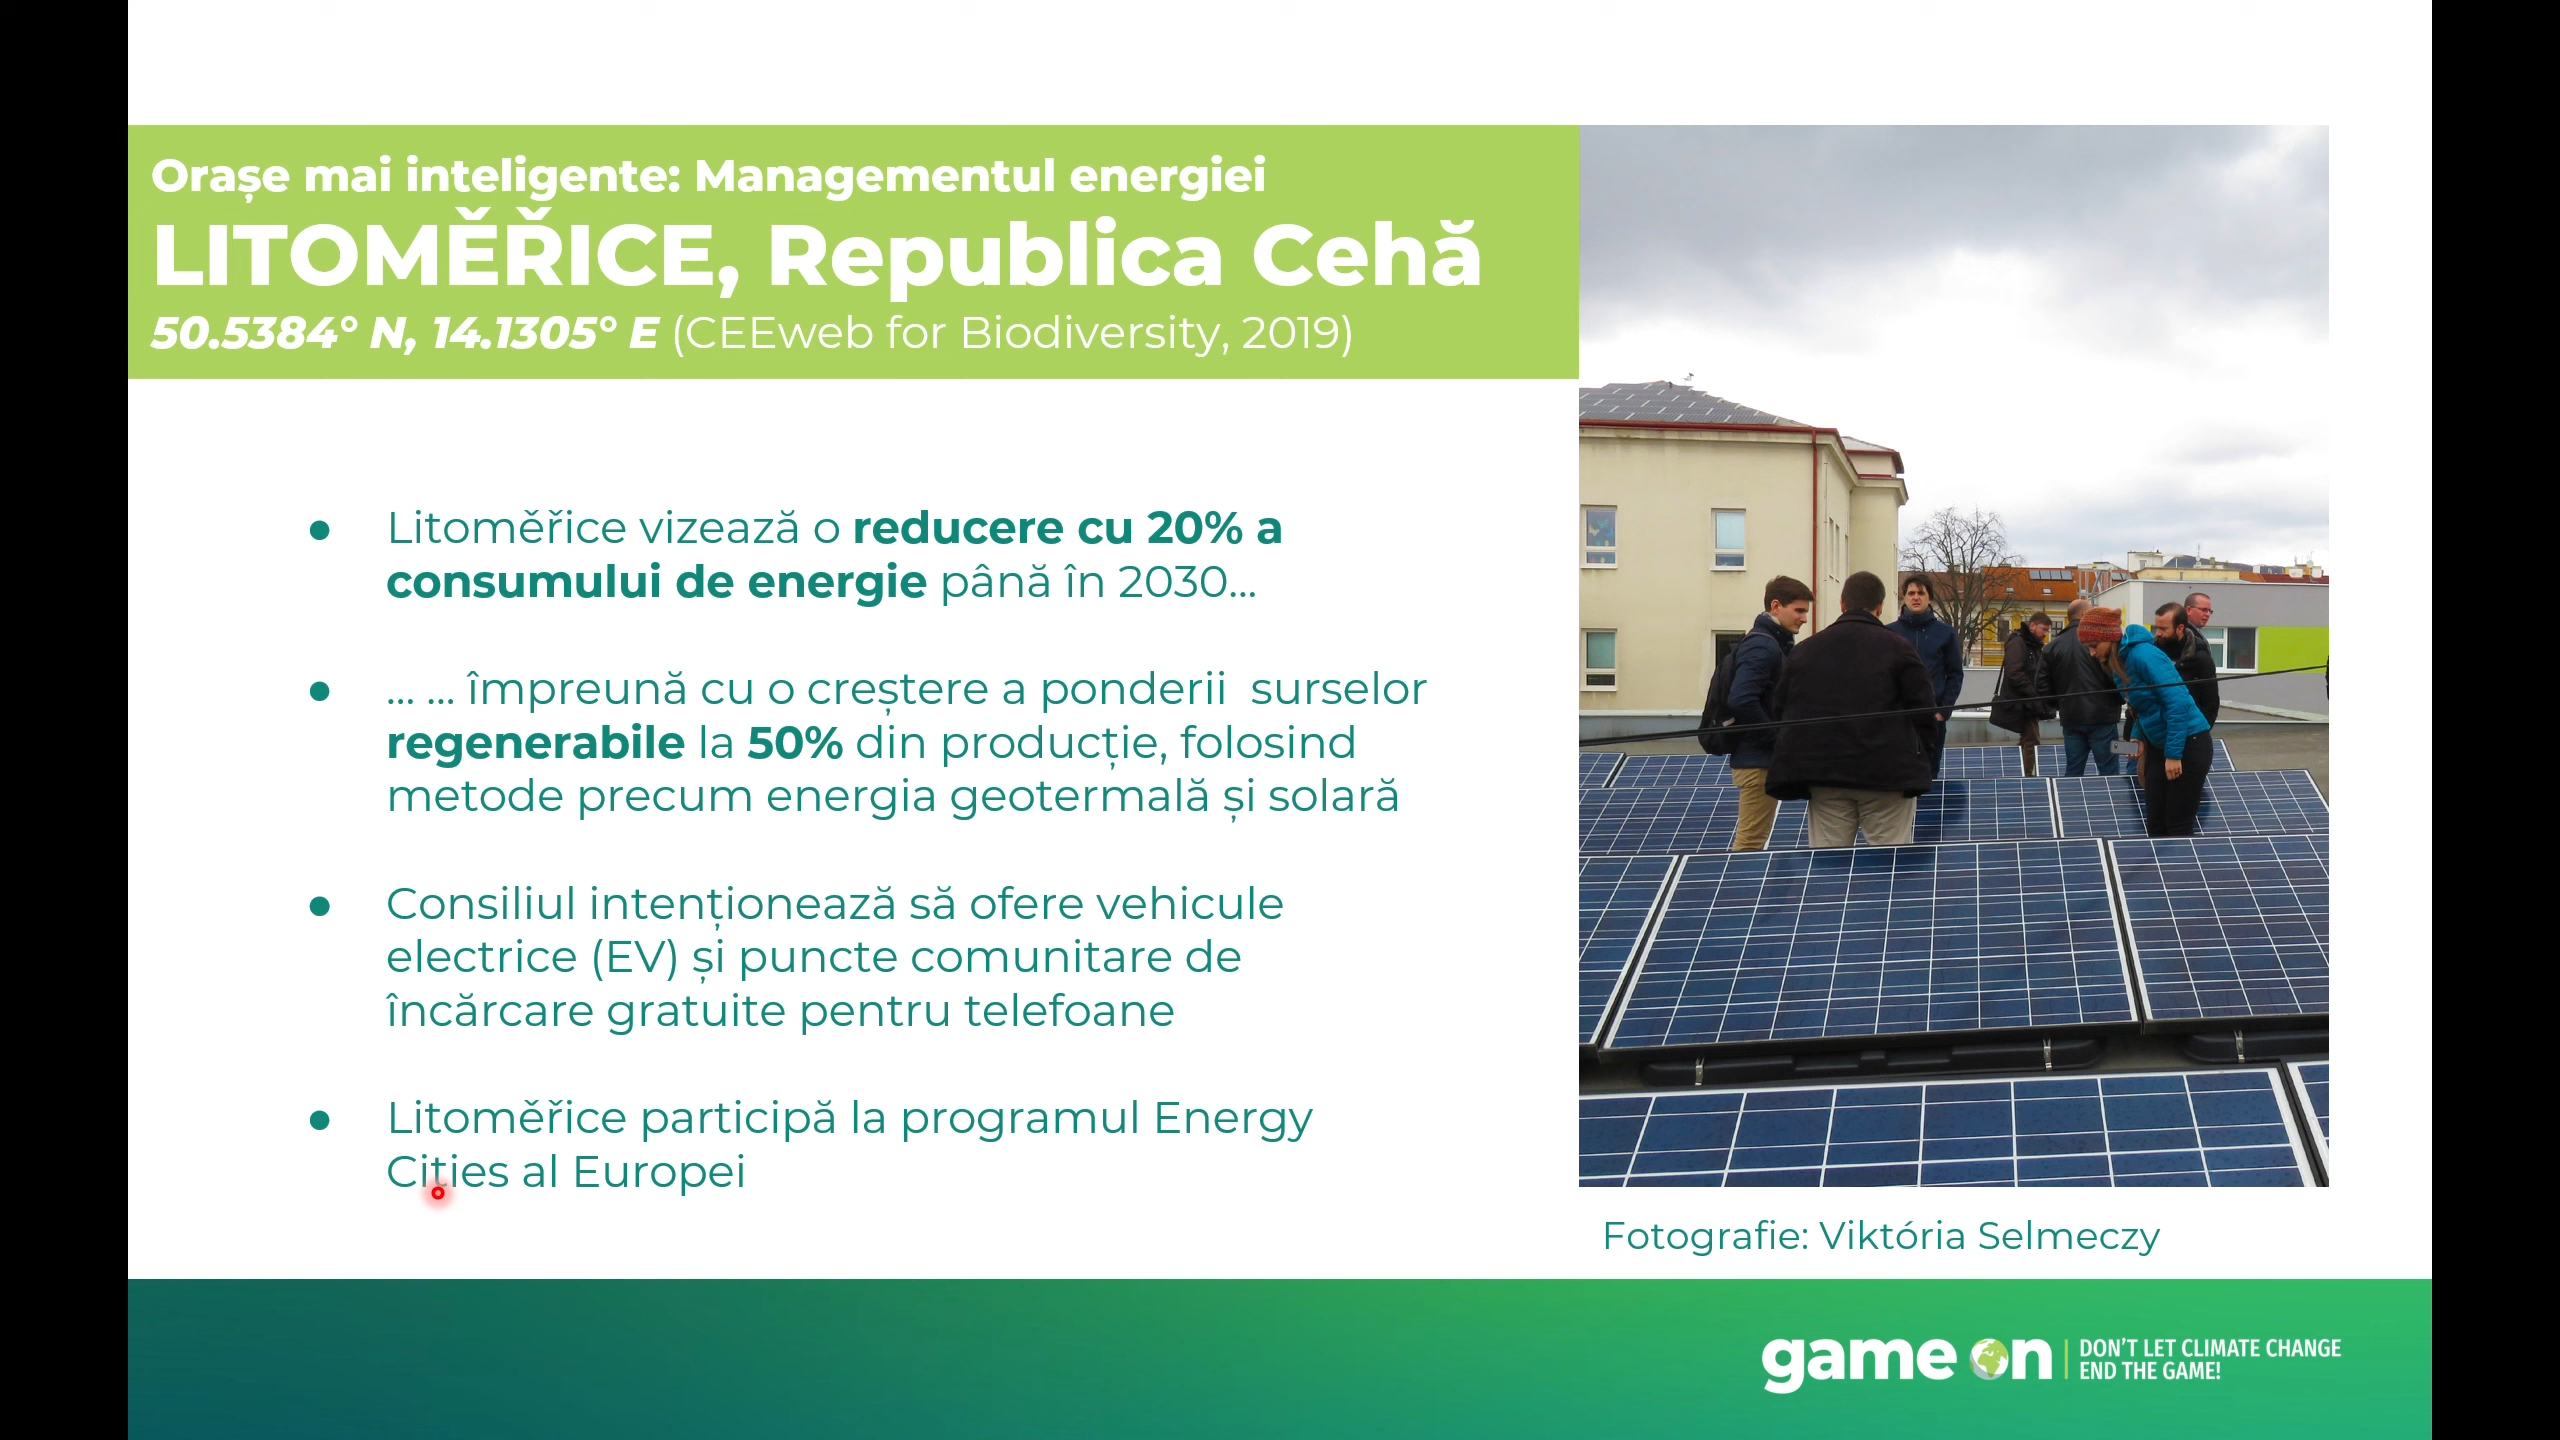 Orașe mai inteligente: Managementul energiei
LITOMĚŘICE, Republica Cehă
50.5384° N, 14.1305° E (CEEweb for Biodiversity, 2019)
● Litoměřice vizează o reducere cu 20% a
consumului de energie până în 2030...
● ... ... împreună cu o creștere a ponderii  surselor
regenerabile la 50% din producție, folosind
metode precum energia geotermală și solară
● Consiliul intenționează să ofere vehicule
electrice (EV) și puncte comunitare de
încărcare gratuite pentru telefoane
● Litoměřice participă la programul Energy
Cities al Europei
Fotografie: Viktória Selmeczy
game on
DON'T LET CLIMATE CHANGE
END THE GAME!